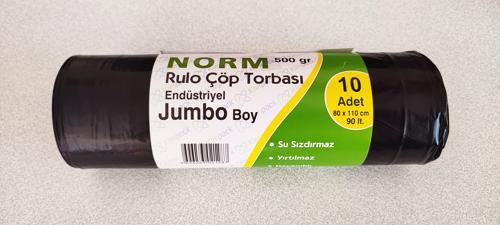 NORM
500 gr.
Rulo Çöp Torbası
Endüstriyel
Jumbo Boy
10
Adet
80 x 110 cm
90 lt.
• Su Sızdırmaz
• Yırtılmaz